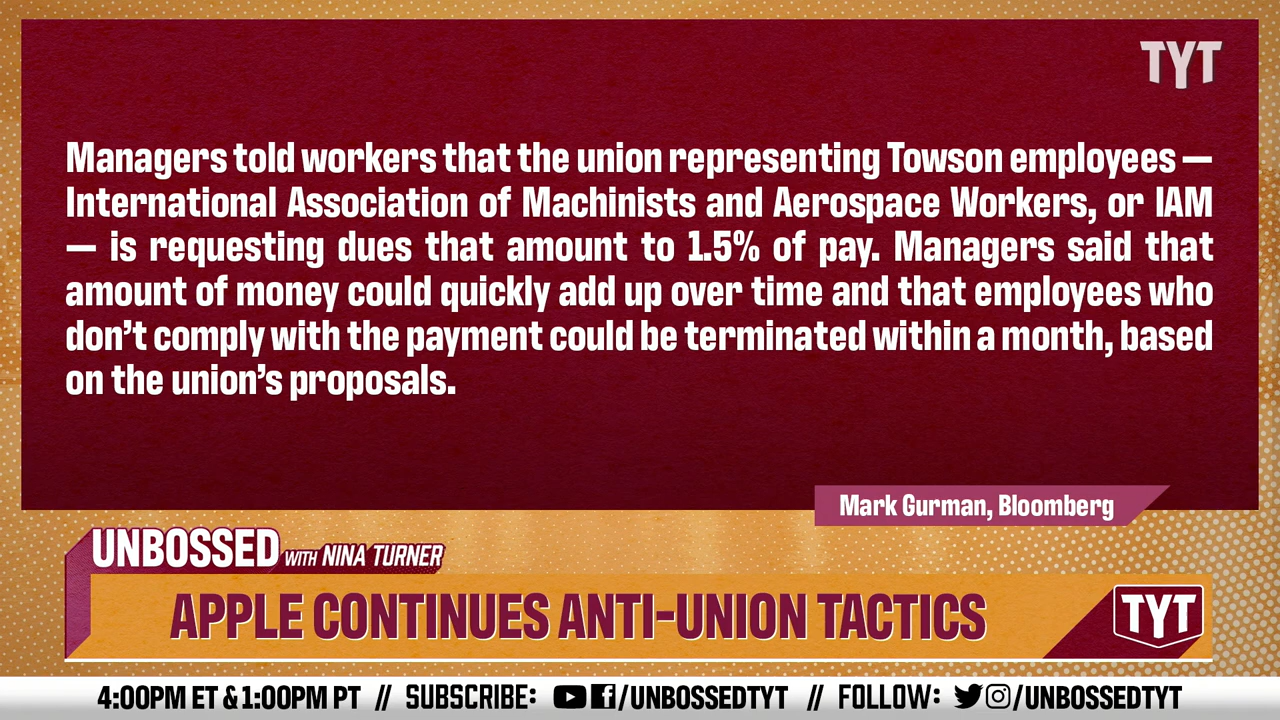 TYT
Managers told workers that the union representing Towson employees —
International Association of Machinists and Aerospace Workers, or IAM
— is requesting dues that amount to 1.5% of pay. Managers said that
amount of money could quickly add up over time and that employees who
don’t comply with the payment could be terminated within a month, based
on the union’s proposals.
Mark Gurman, Bloomberg
UNBOSSED WITH NINA TURNER
APPLE CONTINUES ANTI-UNION TACTICS
TYT
4:00PM ET & 1:00PM PT // SUBSCRIBE: /UNBOSSEDTYT // FOLLOW: /UNBOSSEDTYT